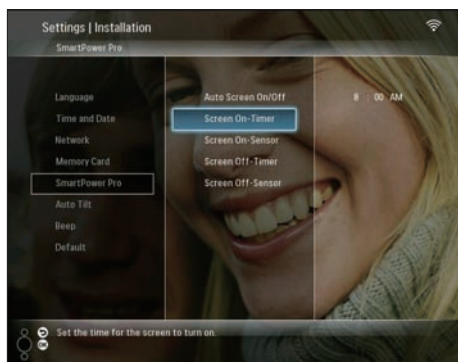 Settings | Installation
SmartPower Pro
Language
Time and Date
Network
Memory Card
SmartPower Pro
Auto Tilt
Beep
Default
Auto Screen On/Off
Screen On-Timer
Screen On-Sensor
Screen Off-Timer
Screen Off-Sensor
8 : 00 AM
Set the time for the screen to turn on.
OK